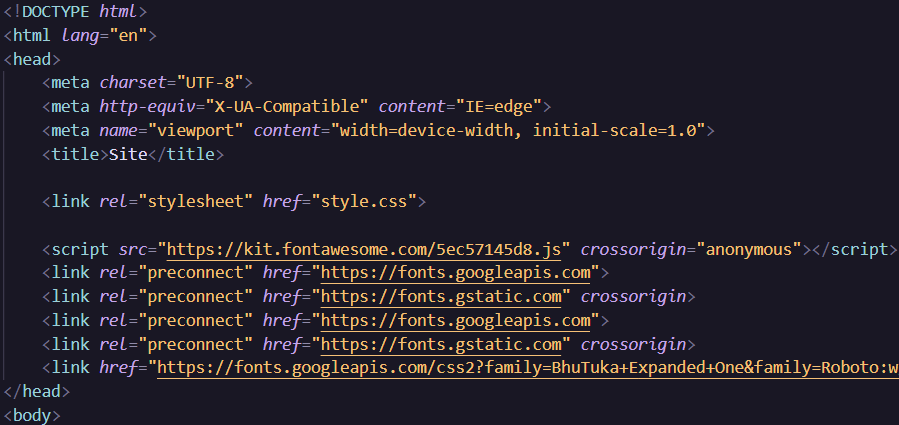 <!DOCTYPE html>
<html lang="en">
<head>
    <meta charset="UTF-8">
    <meta http-equiv="X-UA-Compatible" content="IE=edge">
    <meta name="viewport" content="width=device-width, initial-scale=1.0">
    <title>Site</title>

    <link rel="stylesheet" href="style.css">

    <script src="https://kit.fontawesome.com/5ec57145d8.js" crossorigin="anonymous"></script>
    <link rel="preconnect" href="https://fonts.googleapis.com">
    <link rel="preconnect" href="https://fonts.gstatic.com" crossorigin>
    <link rel="preconnect" href="https://fonts.googleapis.com">
    <link rel="preconnect" href="https://fonts.gstatic.com" crossorigin>
    <link href="https://fonts.googleapis.com/css2?family=BhuTuka+Expanded+One&family=Roboto:w
</head>
<body>